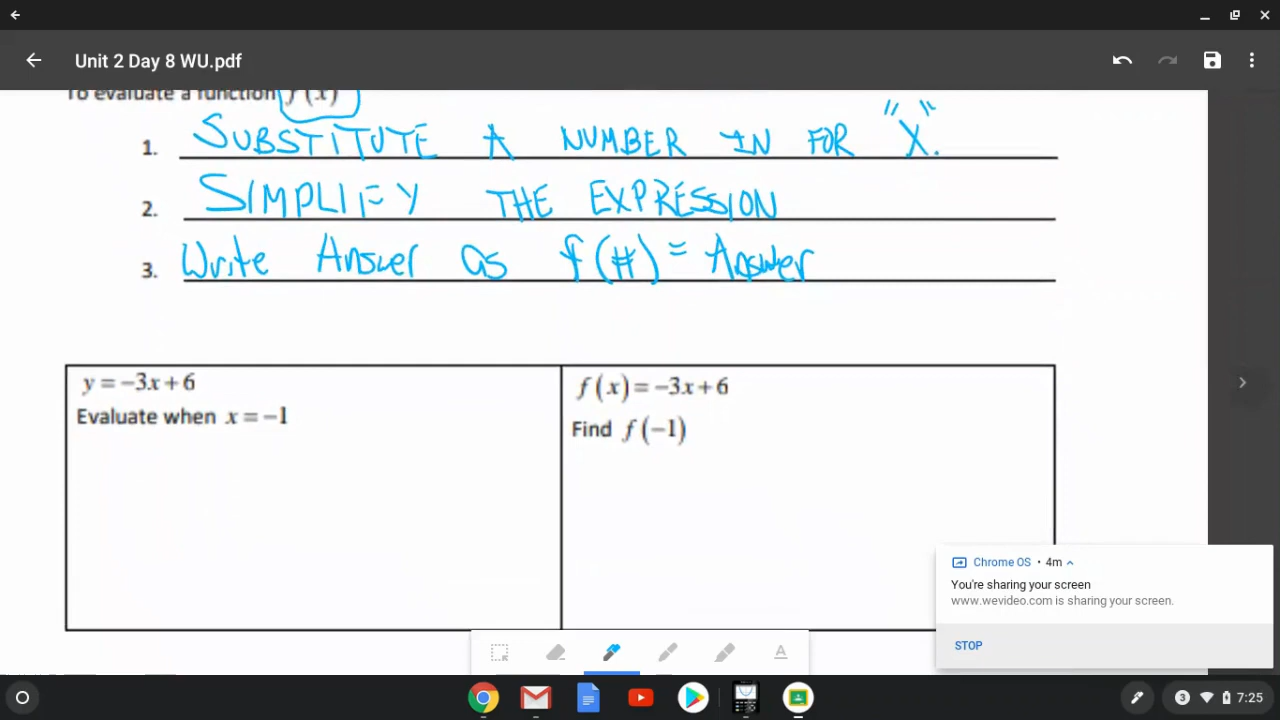 Unit 2 Day 8 WU.pdf
To evaluate a function f(x)
1. SUBSTITUTE A NUMBER IN FOR "X".
2. SIMPLIFY THE EXPRESSION
3. Write Answer as f(#) = Answer
y = −3x + 6
Evaluate when x = −1
f(x) = −3x + 6
Find f(−1)
Chrome OS • 4m
You're sharing your screen
www.wevideo.com is sharing your screen.
STOP
A
3 7:25